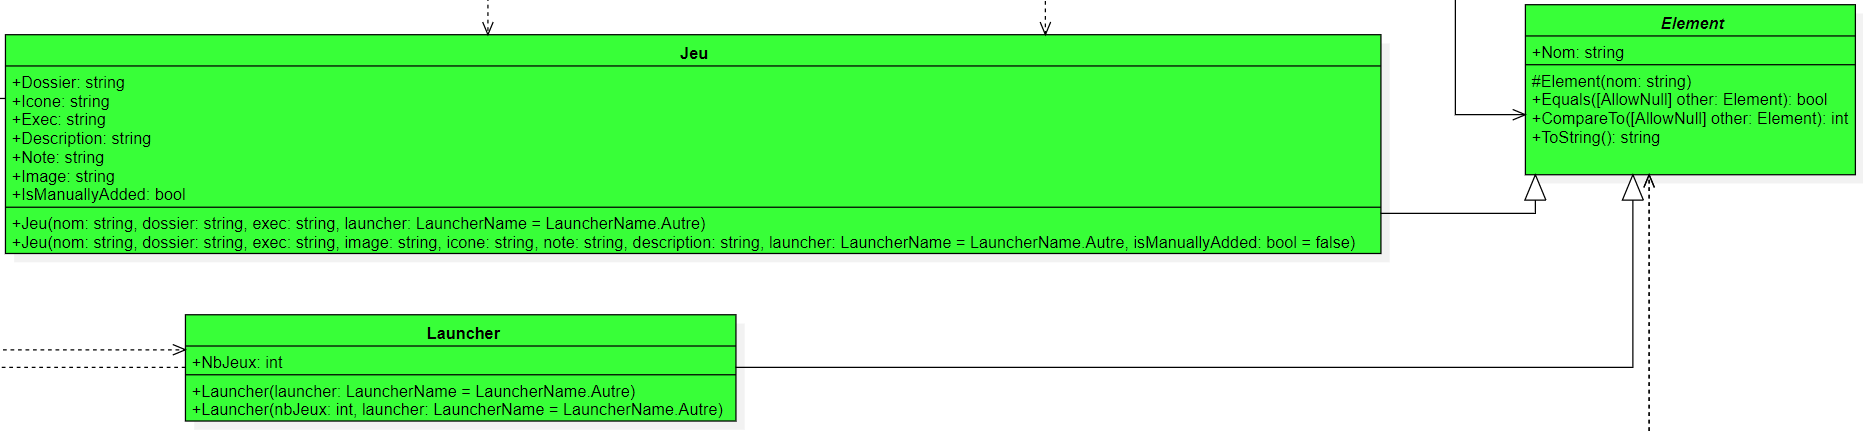 Jeu
+Dossier: string
+Icone: string
+Exec: string
+Description: string
+Note: string
+Image: string
+IsManuallyAdded: bool
+Jeu(nom: string, dossier: string, exec: string, launcher: LauncherName = LauncherName.Autre)
+Jeu(nom: string, dossier: string, exec: string, image: string, icone: string, note: string, description: string, launcher: LauncherName = LauncherName.Autre, isManuallyAdded: bool = false)
Element
+Nom: string
#Element(nom: string)
+Equals([AllowNull] other: Element): bool
+CompareTo([AllowNull] other: Element): int
+ToString(): string
Launcher
+NbJeux: int
+Launcher(launcher: LauncherName = LauncherName.Autre)
+Launcher(nbJeux: int, launcher: LauncherName = LauncherName.Autre)